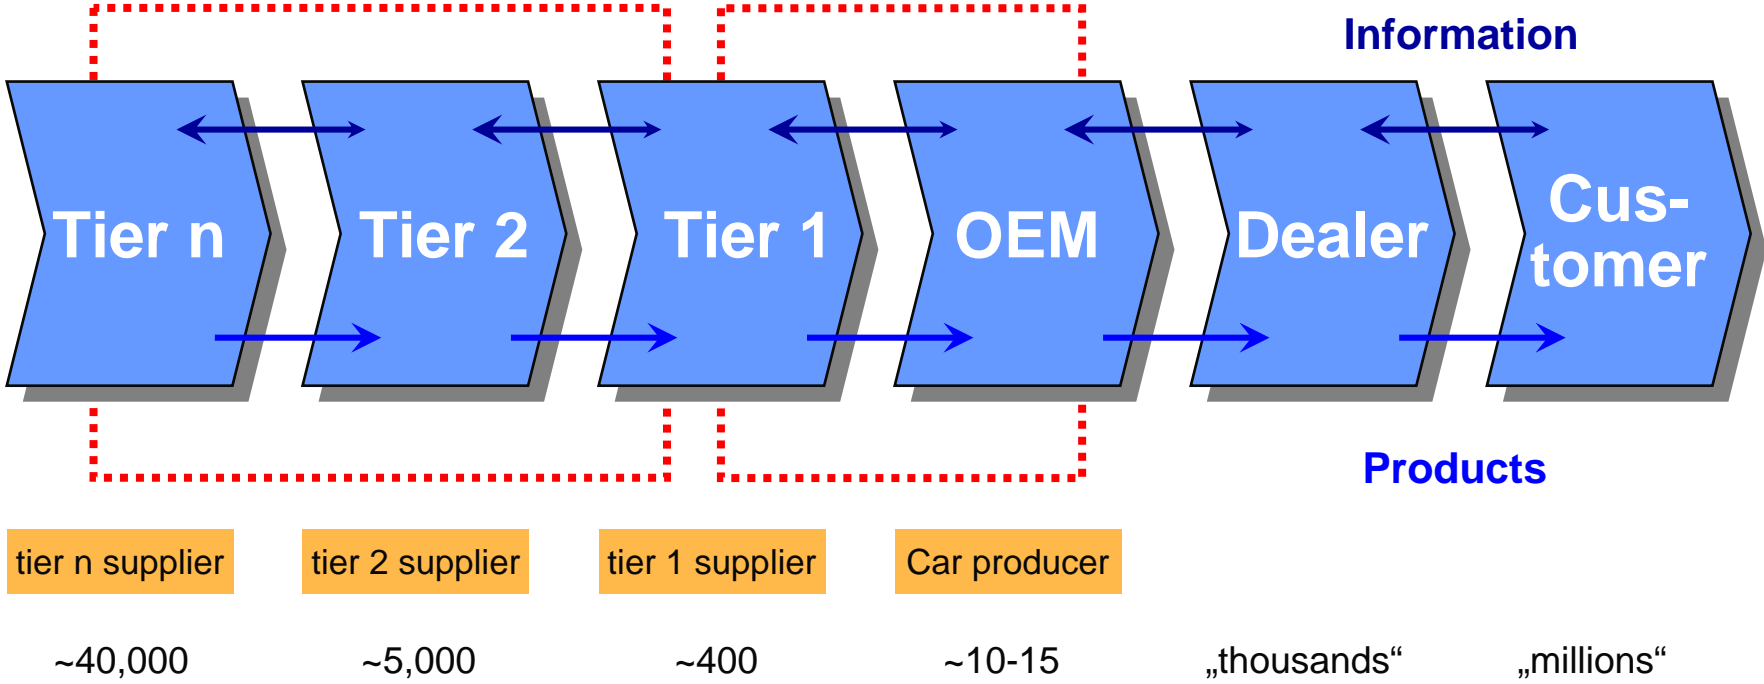 Information
Tier n
Tier 2
Tier 1
OEM
Dealer
Cus-
tomer
Products
tier n supplier
tier 2 supplier
tier 1 supplier
Car producer
~40,000
~5,000
~400
~10-15
„thousands“
„millions“